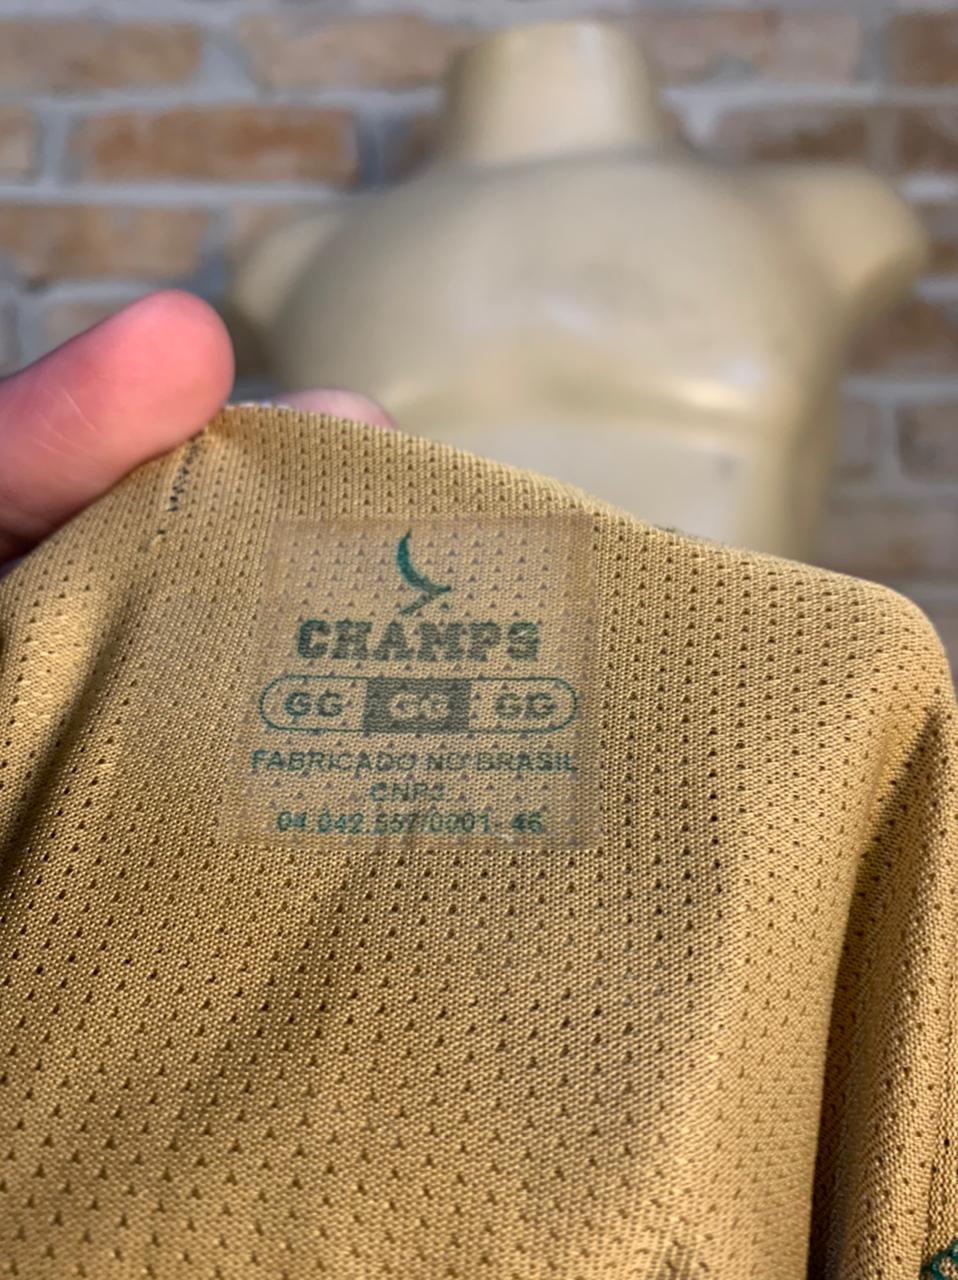 CHAMPS
GG GG GG
FABRICADO NO BRASIL
CNPJ
04.042.557/0001-46